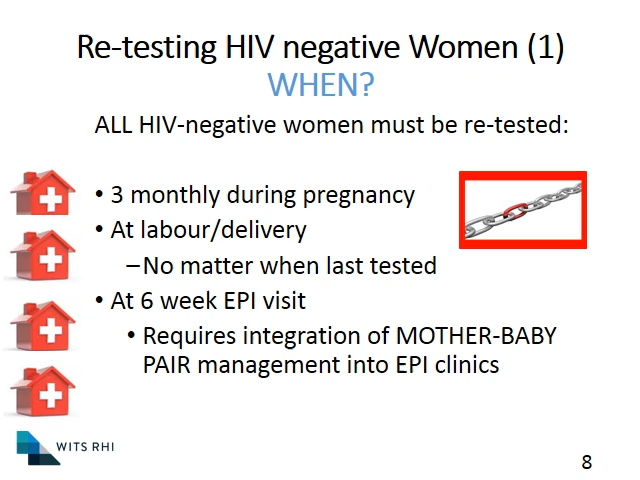 Re-testing HIV negative Women (1)
WHEN?
ALL HIV-negative women must be re-tested:
• 3 monthly during pregnancy
• At labour/delivery
–No matter when last tested
• At 6 week EPI visit
• Requires integration of MOTHER-BABY
PAIR management into EPI clinics
WITS RHI
8